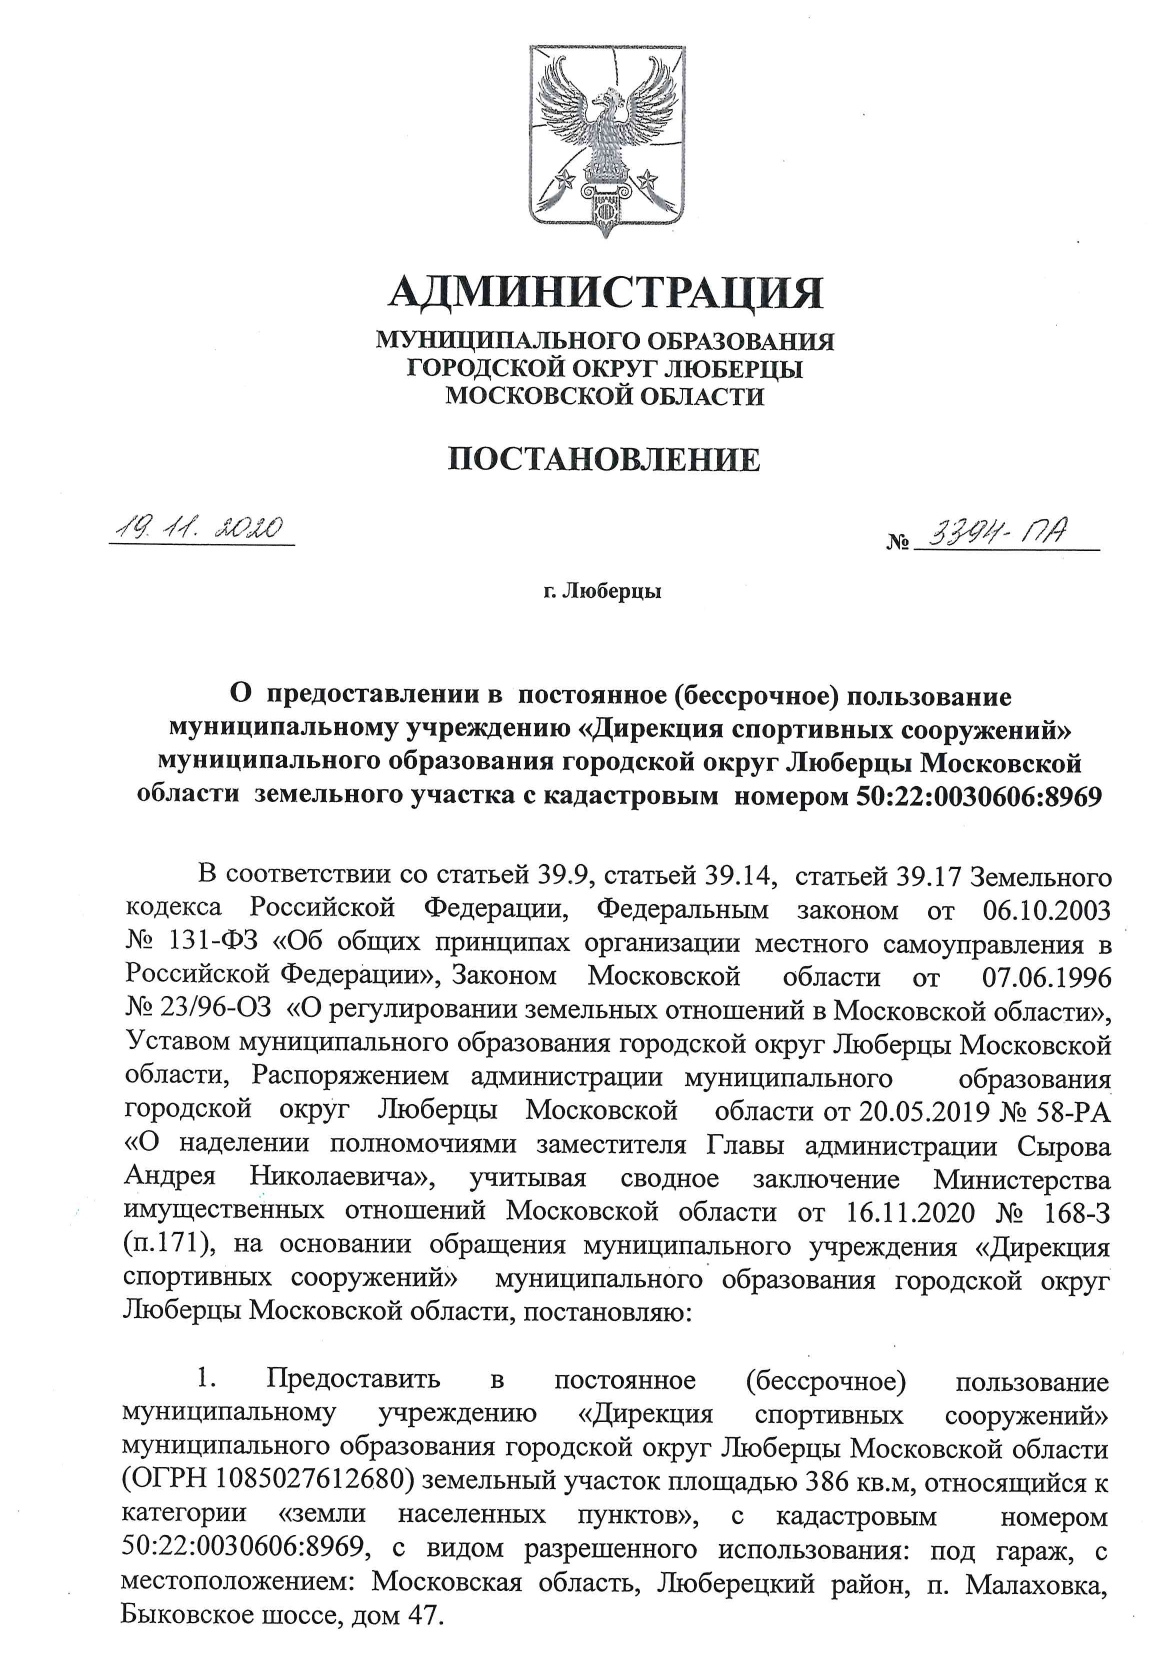 АДМИНИСТРАЦИЯ
МУНИЦИПАЛЬНОГО ОБРАЗОВАНИЯ
ГОРОДСКОЙ ОКРУГ ЛЮБЕРЦЫ
МОСКОВСКОЙ ОБЛАСТИ
ПОСТАНОВЛЕНИЕ
19.11.2020
№ 3394-ПА
г. Люберцы
О предоставлении в постоянное (бессрочное) пользование
муниципальному учреждению «Дирекция спортивных сооружений»
муниципального образования городской округ Люберцы Московской
области земельного участка с кадастровым номером 50:22:0030606:8969
В соответствии со статьей 39.9, статьей 39.14, статьей 39.17 Земельного
кодекса Российской Федерации, Федеральным законом от 06.10.2003
№ 131-ФЗ «Об общих принципах организации местного самоуправления в
Российской Федерации», Законом Московской области от 07.06.1996
№ 23/96-ОЗ «О регулировании земельных отношений в Московской области»,
Уставом муниципального образования городской округ Люберцы Московской
области, Распоряжением администрации муниципального образования
городской округ Люберцы Московской области от 20.05.2019 № 58-РА
«О наделении полномочиями заместителя Главы администрации Сырова
Андрея Николаевича», учитывая сводное заключение Министерства
имущественных отношений Московской области от 16.11.2020 № 168-З
(п.171), на основании обращения муниципального учреждения «Дирекция
спортивных сооружений» муниципального образования городской округ
Люберцы Московской области, постановляю:
1. Предоставить в постоянное (бессрочное) пользование
муниципальному учреждению «Дирекция спортивных сооружений»
муниципального образования городской округ Люберцы Московской области
(ОГРН 1085027612680) земельный участок площадью 386 кв.м, относящийся к
категории «земли населенных пунктов», с кадастровым номером
50:22:0030606:8969, с видом разрешенного использования: под гараж, с
местоположением: Московская область, Люберецкий район, п. Малаховка,
Быковское шоссе, дом 47.